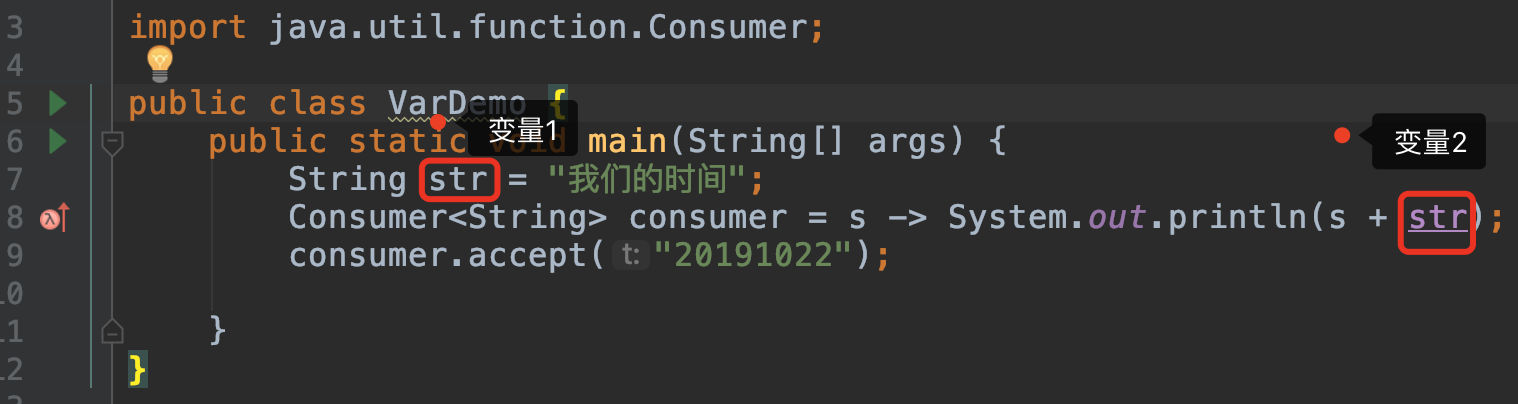 3 import java.util.function.Consumer;
4
5 public class VarDemo {
变量1
6 public static void main(String[] args) {
变量2
7 String str = "我们的时间";
8 Consumer<String> consumer = s -> System.out.println(s + str);
9 consumer.accept( t: "20191022");
10
11 }
12 }